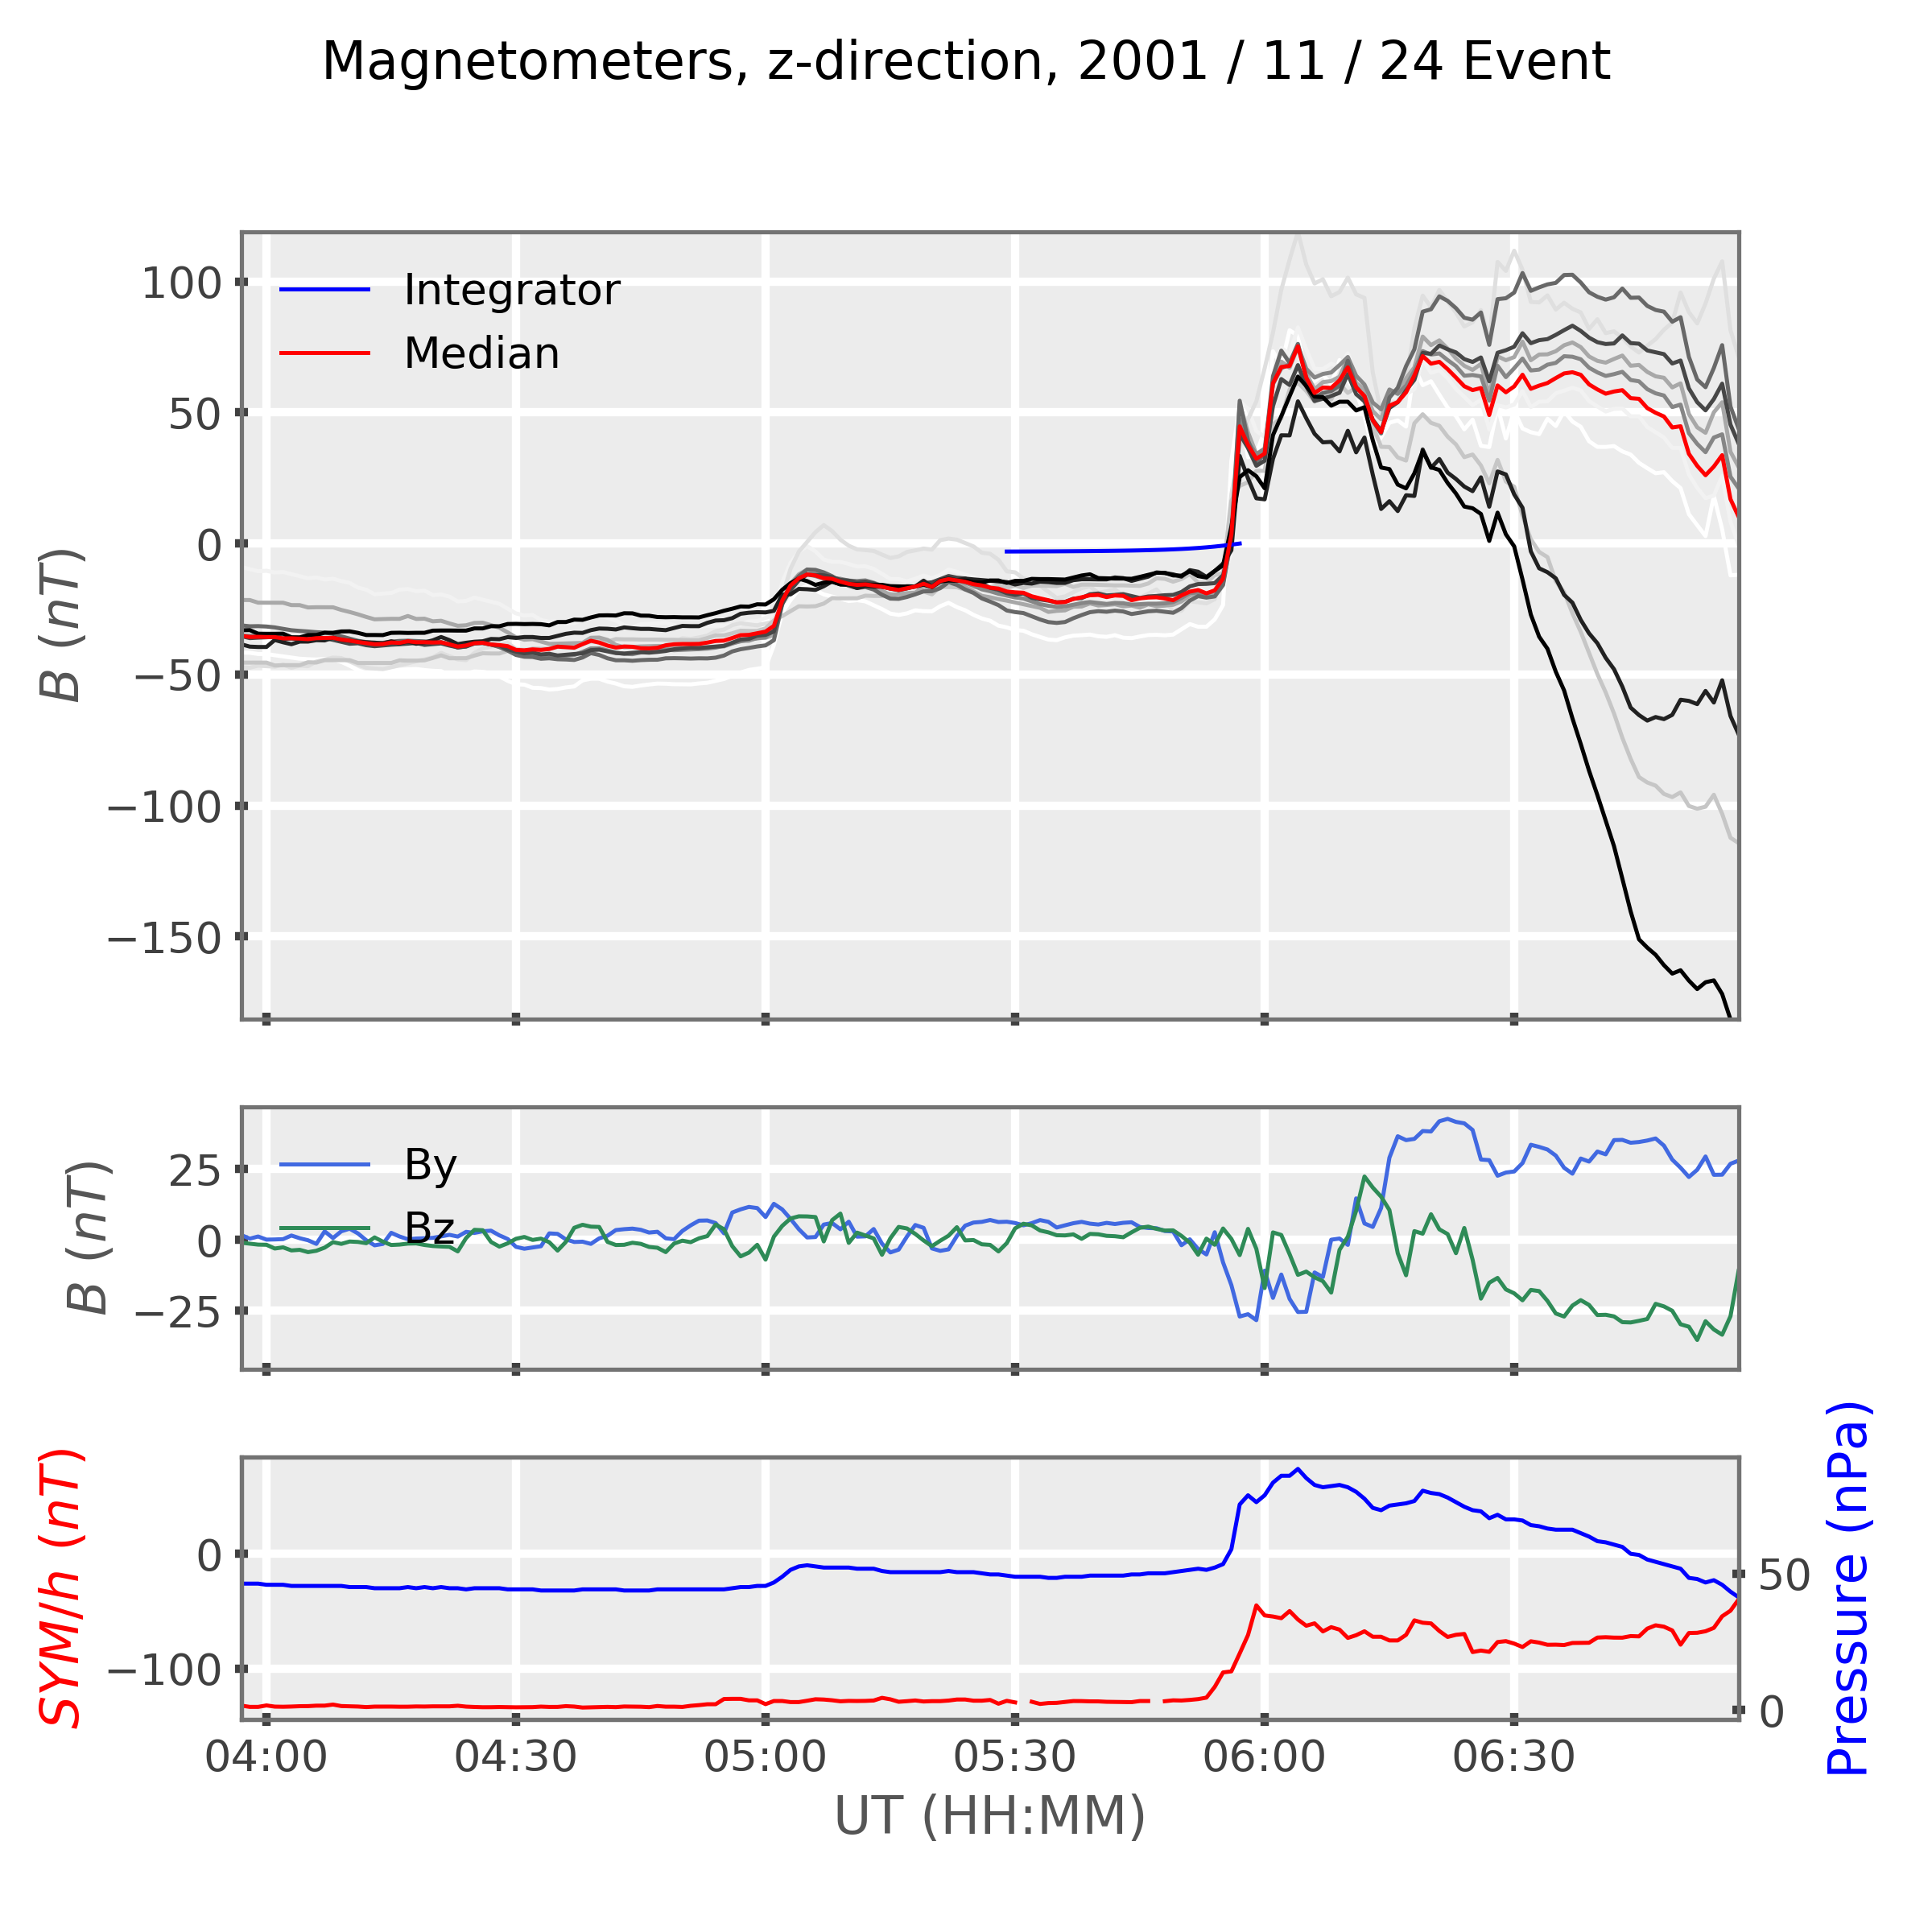 Magnetometers, z-direction, 2001 / 11 / 24 Event
Integrator
Median
100
50
0
−50
−100
−150
B (nT)
By
Bz
25
0
−25
B (nT)
0
−100
SYM/h (nT)
50
0
Pressure (nPa)
04:00 04:30 05:00 05:30 06:00 06:30
UT (HH:MM)